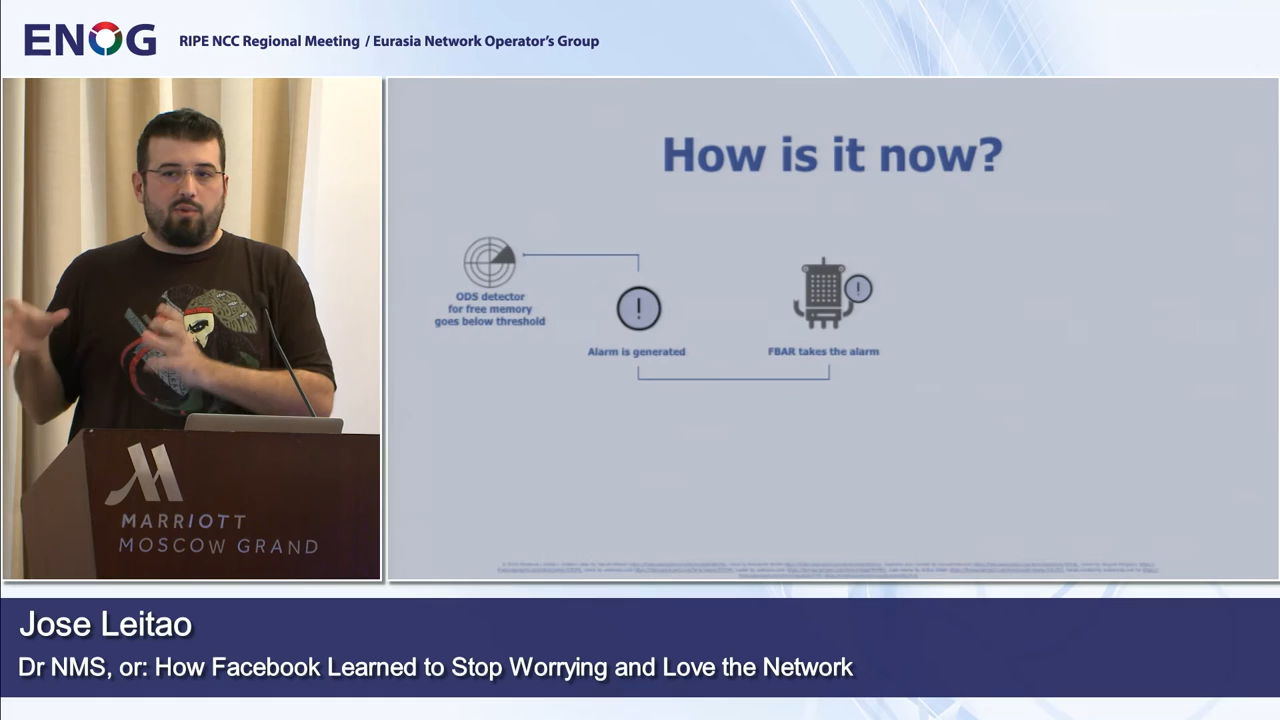 ENOG
RIPE NCC Regional Meeting / Eurasia Network Operator's Group
How is it now?
ODS detector
for free memory
goes below threshold
!
Alarm is generated
!
FBAR takes the alarm
MARRIOTT
MOSCOW GRAND
Jose Leitao
Dr NMS, or: How Facebook Learned to Stop Worrying and Love the Network